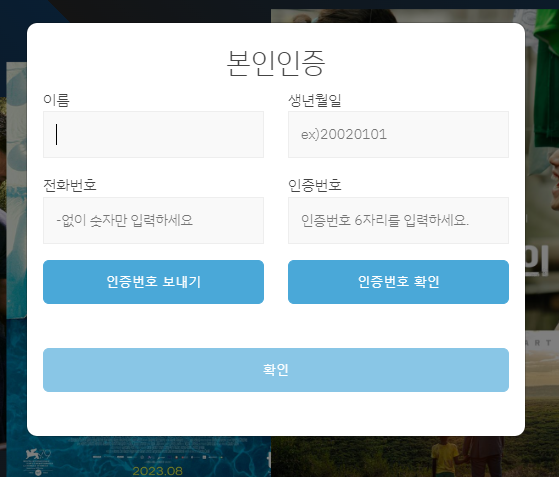 본인인증
이름
생년월일
ex)20020101
전화번호
인증번호
-없이 숫자만 입력하세요
인증번호 6자리를 입력하세요.
인증번호 보내기
인증번호 확인
확인
의
2023.08